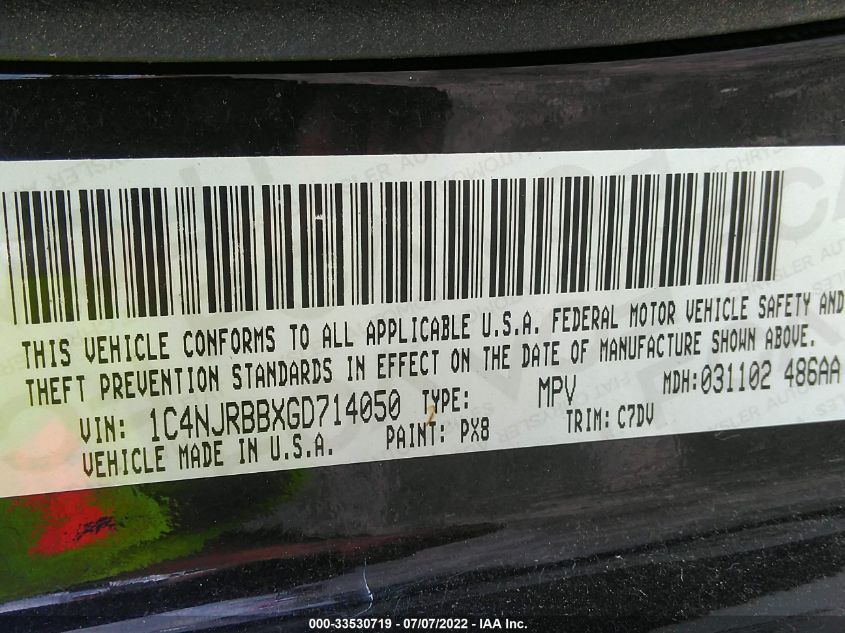 THIS VEHICLE CONFORMS TO ALL APPLICABLE U.S.A. FEDERAL MOTOR VEHICLE SAFETY AND
THEFT PREVENTION STANDARDS IN EFFECT ON THE DATE OF MANUFACTURE SHOWN ABOVE.
VIN: 1C4NJRBBXGD714050 TYPE: MPV MDH:031102 486AA
VEHICLE MADE IN U.S.A. PAINT: PX8 TRIM: C7DV
000-33530719 - 07/07/2022 - IAA Inc.